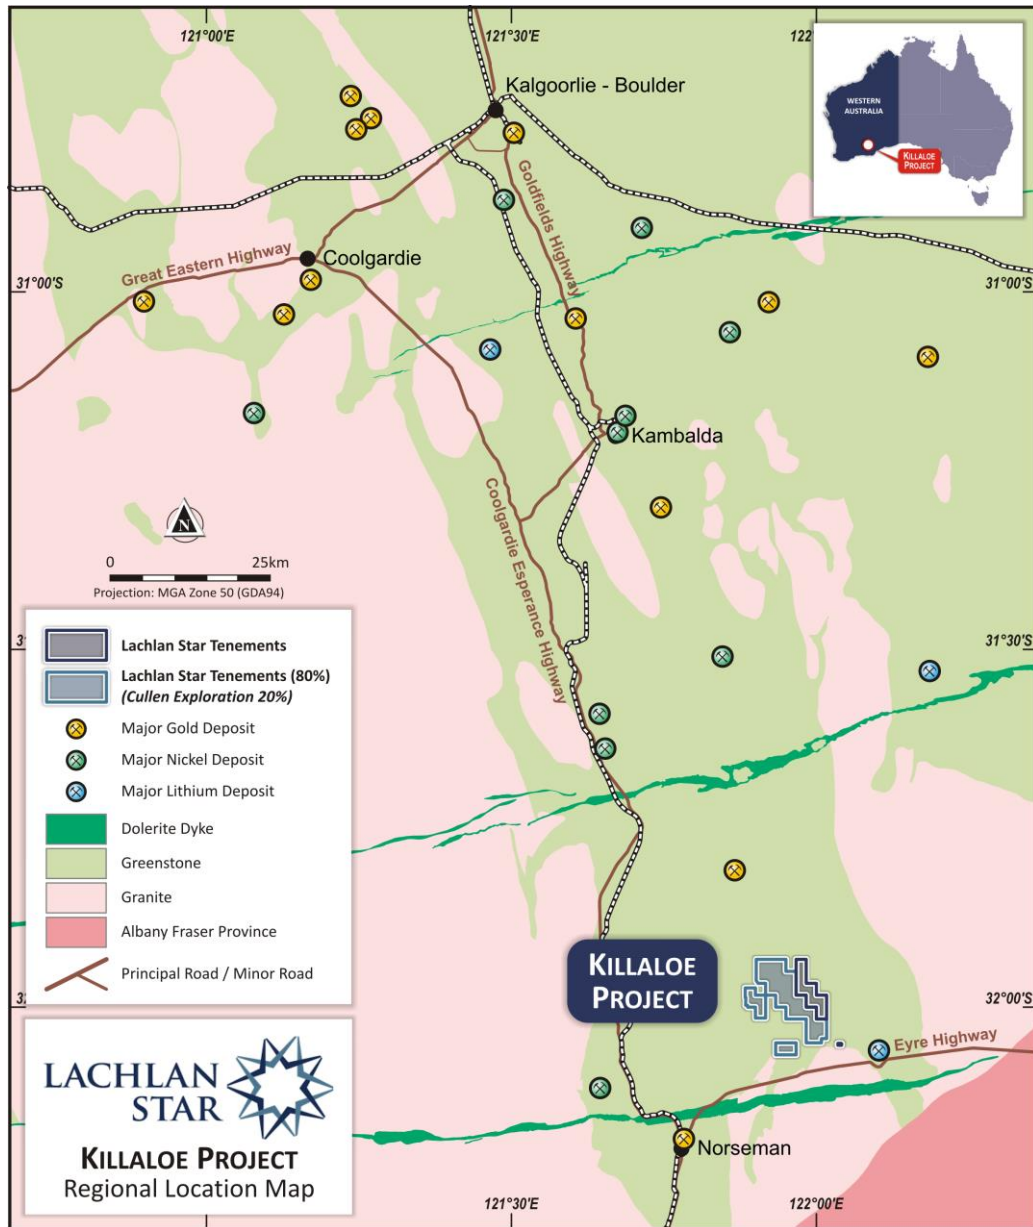 121°00'E
121°30'E
WESTERN
AUSTRALIA
KILLALOE
PROJECT
Kalgoorlie - Boulder
Goldfields Highway
Great Eastern Highway
Coolgardie
31°00'S
31°00'S
Kambalda
Coolgardie Esperance Highway
N
0 25km
Projection: MGA Zone 50 (GDA94)
31°30'S
Lachlan Star Tenements
Lachlan Star Tenements (80%)
(Cullen Exploration 20%)
Major Gold Deposit
Major Nickel Deposit
Major Lithium Deposit
Dolerite Dyke
Greenstone
Granite
Albany Fraser Province
Principal Road / Minor Road
KILLALOE
PROJECT
32°00'S
Eyre Highway
LACHLAN
STAR
KILLALOE PROJECT
Regional Location Map
Norseman
121°30'E
122°00'E